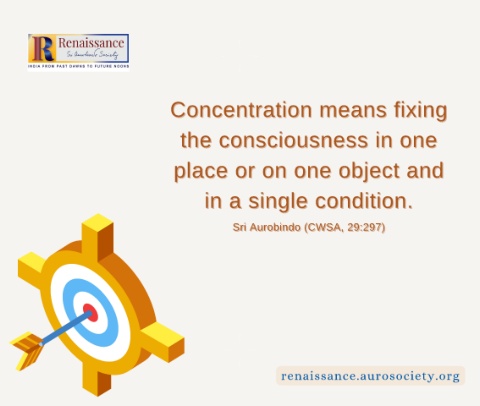 Renaissance
Sri Aurobindo Society
INDIA FROM PAST DAWNS TO FUTURE NOONS
Concentration means fixing
the consciousness in one
place or on one object and
in a single condition.
Sri Aurobindo (CWSA, 29:297)
renaissance.aurosociety.org